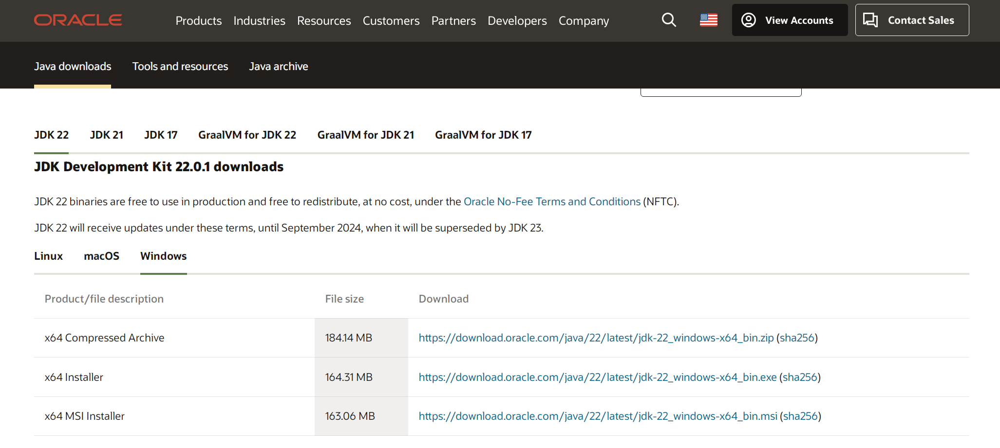 ORACLE Products Industries Resources Customers Partners Developers Company View Accounts Contact Sales
Java downloads Tools and resources Java archive
JDK 22 JDK 21 JDK 17 GraalVM for JDK 22 GraalVM for JDK 21 GraalVM for JDK 17
JDK Development Kit 22.0.1 downloads
JDK 22 binaries are free to use in production and free to redistribute, at no cost, under the Oracle No-Fee Terms and Conditions (NFTC).
JDK 22 will receive updates under these terms, until September 2024, when it will be superseded by JDK 23.
Linux macOS Windows
Product/file description File size Download
x64 Compressed Archive 184.14 MB https://download.oracle.com/java/22/latest/jdk-22_windows-x64_bin.zip (sha256)
x64 Installer 164.31 MB https://download.oracle.com/java/22/latest/jdk-22_windows-x64_bin.exe (sha256)
x64 MSI Installer 163.06 MB https://download.oracle.com/java/22/latest/jdk-22_windows-x64_bin.msi (sha256)